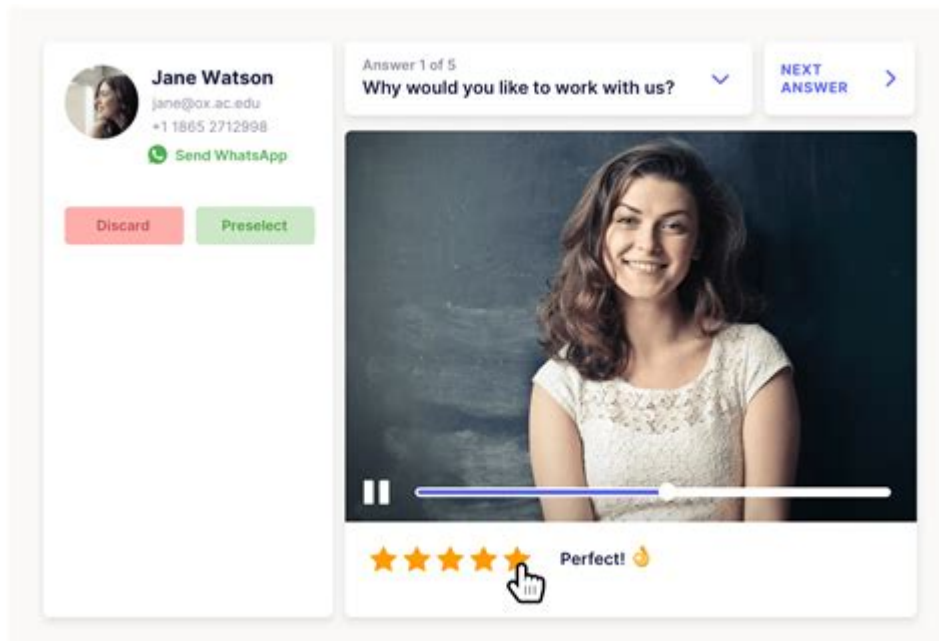 Jane Watson
jane@ox.ac.edu
+1 1865 2712998
Send WhatsApp
Discard
Preselect
Answer 1 of 5
Why would you like to work with us?
NEXT
ANSWER
Perfect! 👌